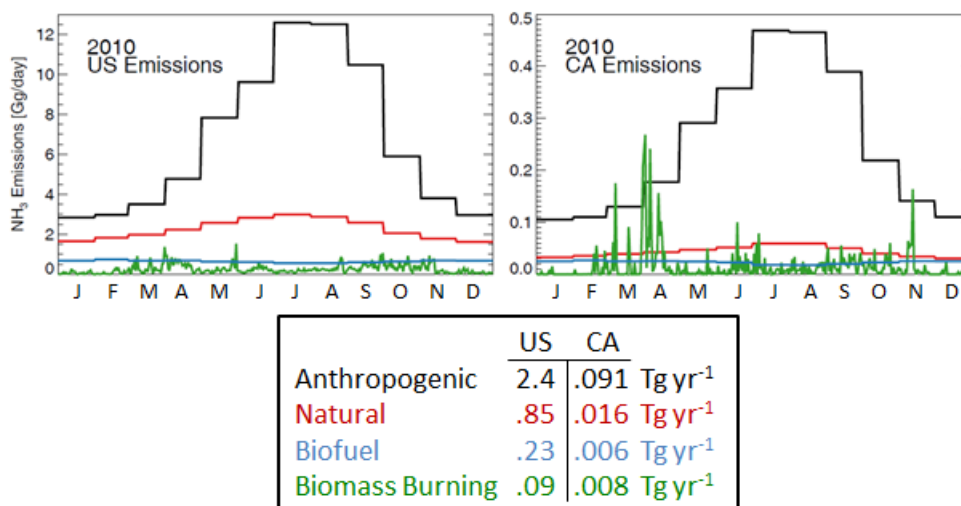 2010
US Emissions
NH₃ Emissions [Gg/day]
12
10
8
6
4
2
0
J F M A M J J A S O N D
2010
CA Emissions
0.5
0.4
0.3
0.2
0.1
0.0
J F M A M J J A S O N D
US CA
Anthropogenic 2.4 .091 Tg yr⁻¹
Natural .85 .016 Tg yr⁻¹
Biofuel .23 .006 Tg yr⁻¹
Biomass Burning .09 .008 Tg yr⁻¹